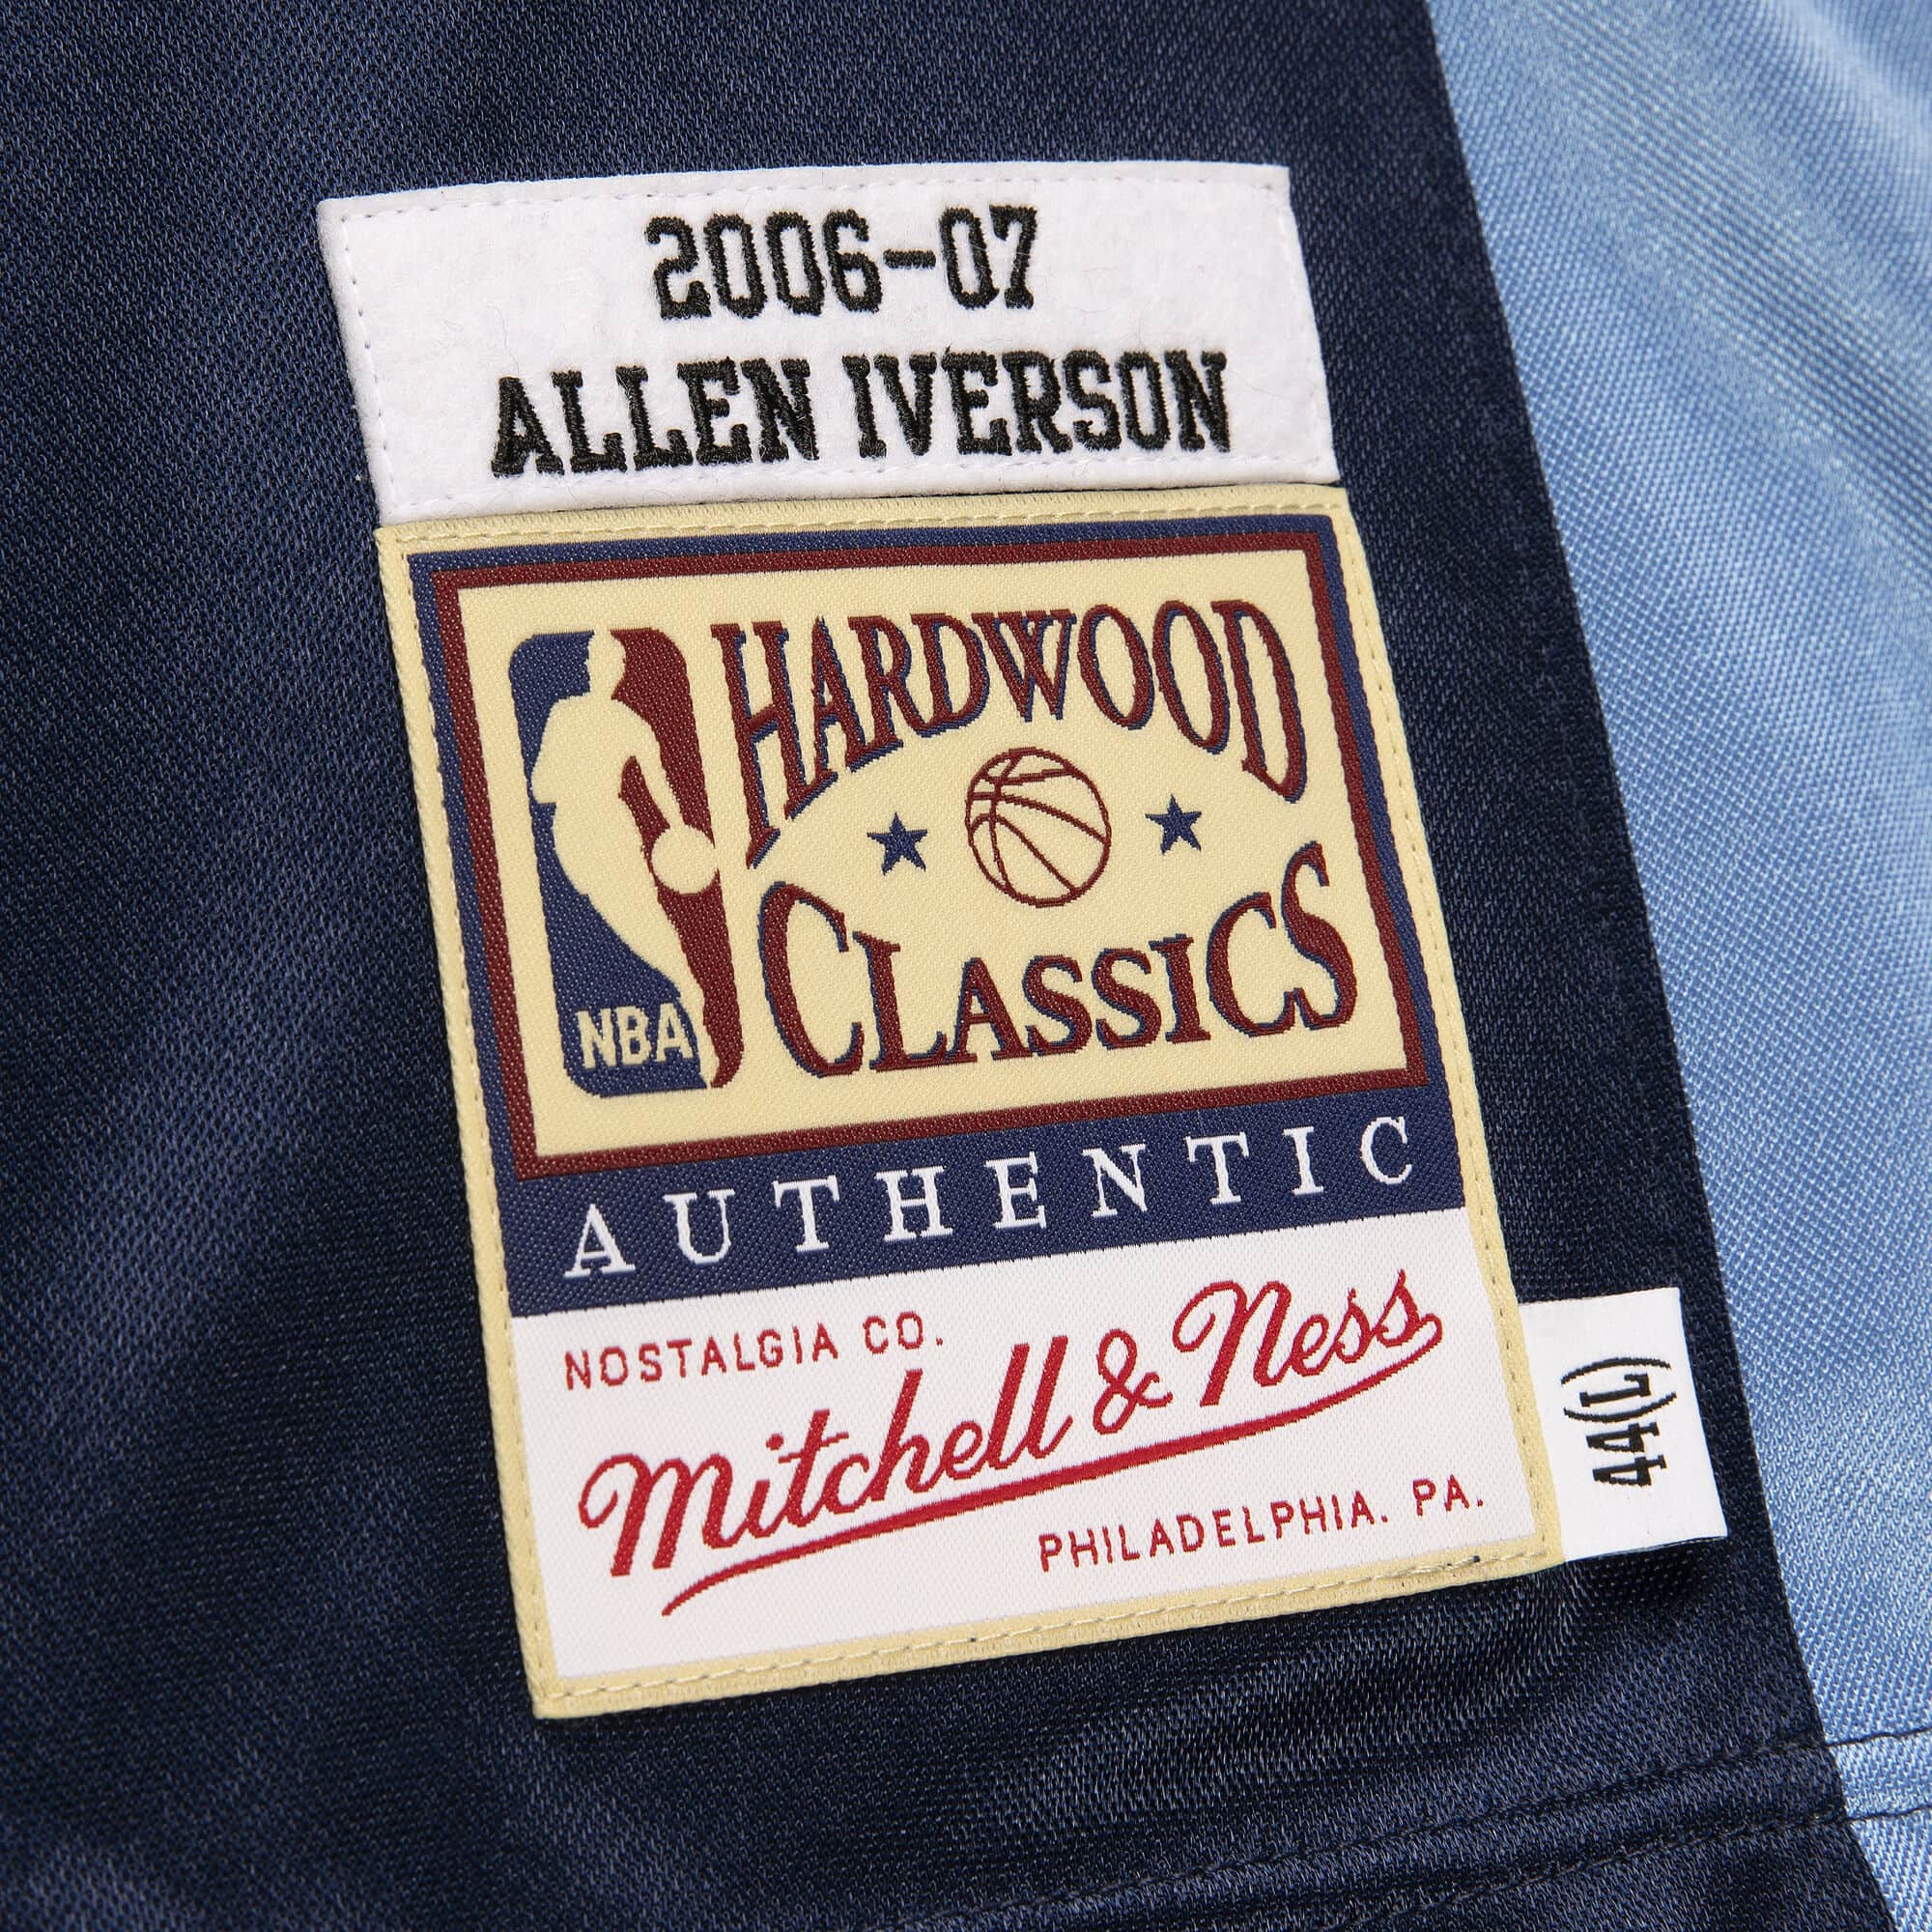 2006-07
ALLEN IVERSON
HARDWOOD
CLASSICS
NBA
AUTHENTIC
NOSTALGIA CO.
Mitchell & Ness
PHILADELPHIA. PA.
44(L)